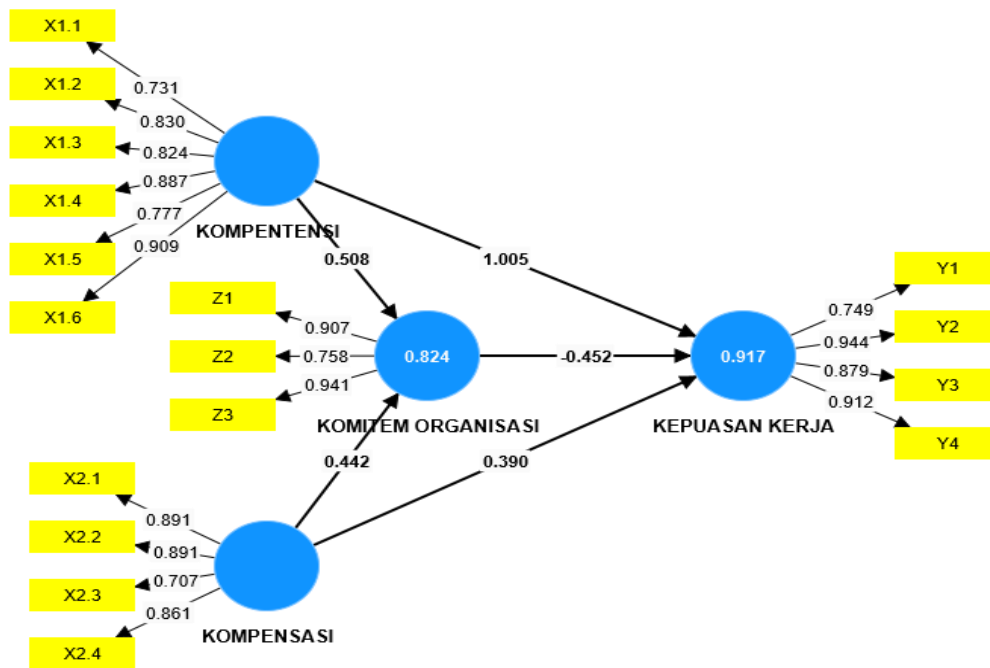 X1.1
0.731
X1.2
0.830
X1.3
0.824
X1.4
0.887
X1.5
0.777
X1.6
0.909
KOMPENTENSI
0.508
1.005
Z1
0.907
Z2
0.758
Z3
0.941
0.824
KOMITEM ORGANISASI
-0.452
0.917
KEPUASAN KERJA
Y1
0.749
Y2
0.944
Y3
0.879
Y4
0.912
0.442
0.390
X2.1
0.891
X2.2
0.891
X2.3
0.707
X2.4
0.861
KOMPENSASI